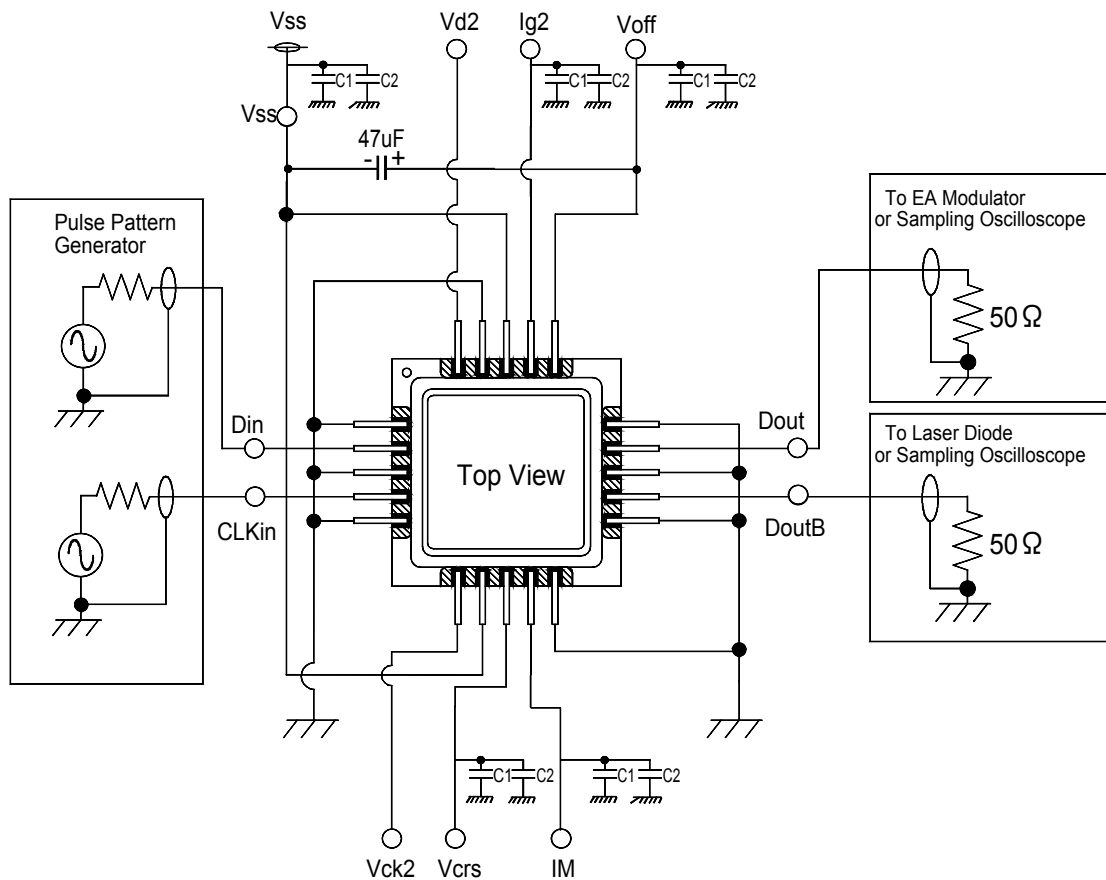 Vss
Vd2
Ig2
Voff
C1
C2
C1
C2
C1
C2
Vss
47uF
- +
Pulse Pattern
Generator
To EA Modulator
or Sampling Oscilloscope
50Ω
Din
Dout
To Laser Diode
or Sampling Oscilloscope
Top View
CLKin
DoutB
50Ω
C1
C2
C1
C2
Vck2
Vcrs
IM